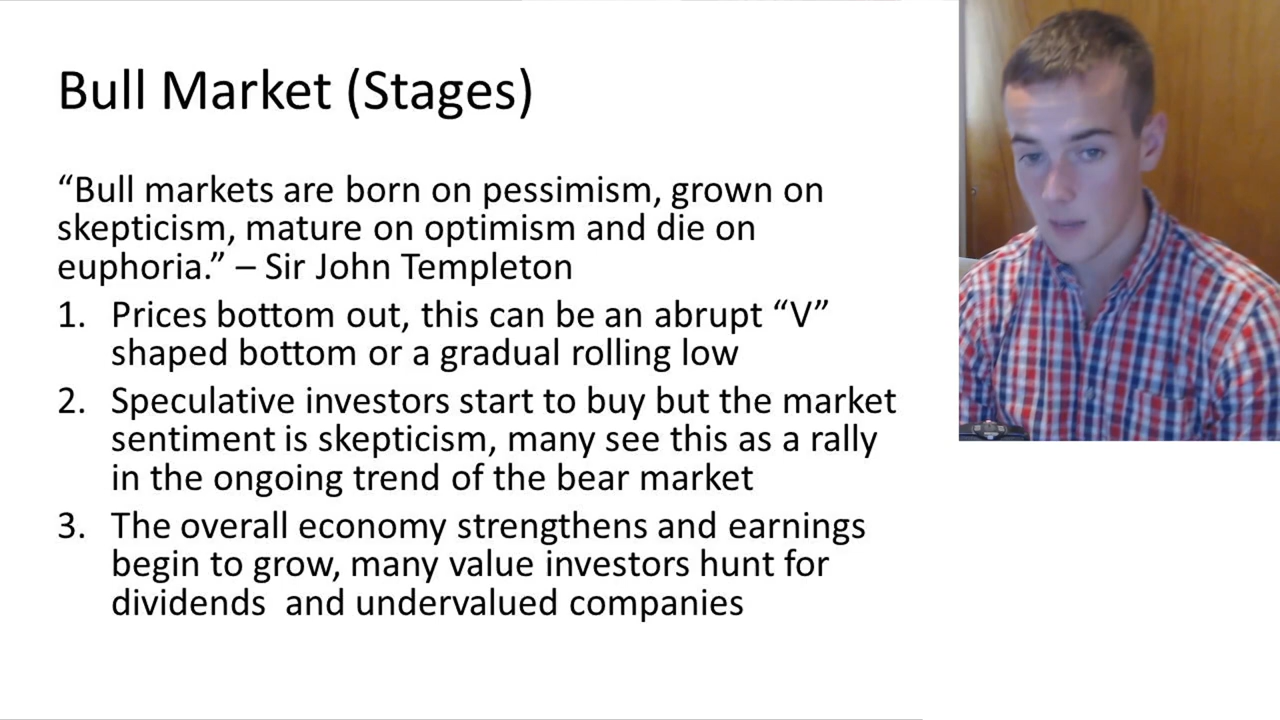 Bull Market (Stages)
“Bull markets are born on pessimism, grown on
skepticism, mature on optimism and die on
euphoria.” – Sir John Templeton
1. Prices bottom out, this can be an abrupt “V”
shaped bottom or a gradual rolling low
2. Speculative investors start to buy but the market
sentiment is skepticism, many see this as a rally
in the ongoing trend of the bear market
3. The overall economy strengthens and earnings
begin to grow, many value investors hunt for
dividends  and undervalued companies